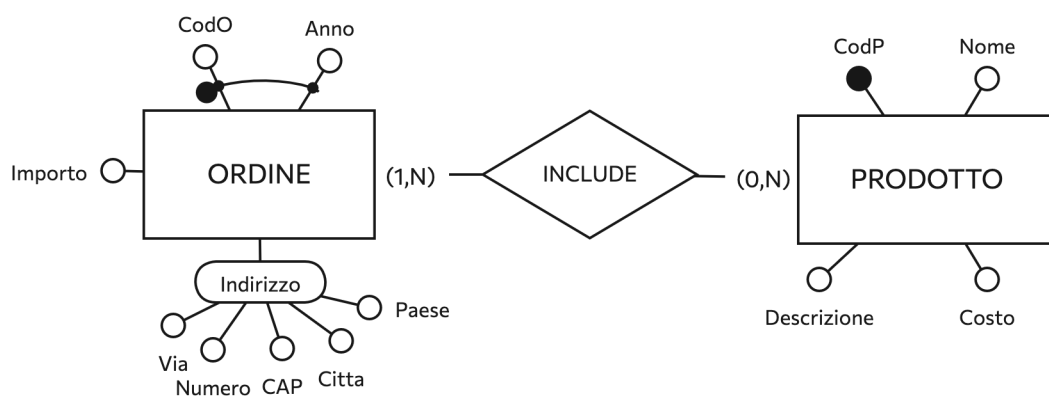 CodO
Anno
CodP
Nome
Importo
ORDINE
(1,N)
INCLUDE
(0,N)
PRODOTTO
Indirizzo
Via
Numero
CAP
Citta
Paese
Descrizione
Costo